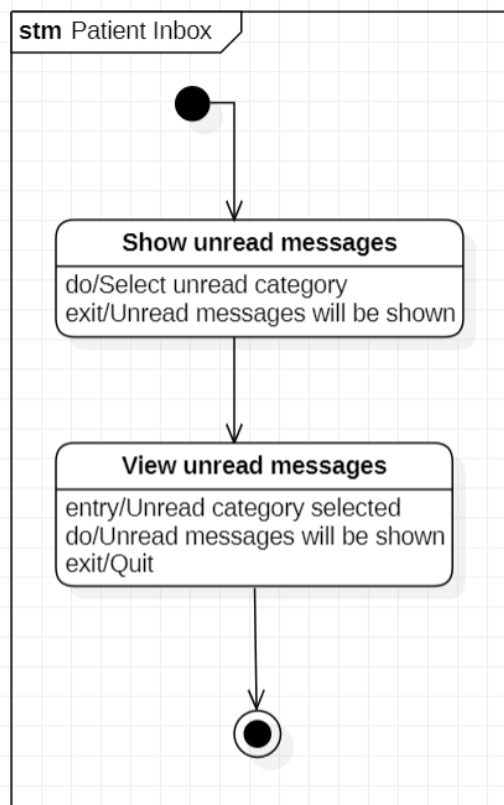 stm Patient Inbox
Show unread messages
do/Select unread category
exit/Unread messages will be shown
View unread messages
entry/Unread category selected
do/Unread messages will be shown
exit/Quit